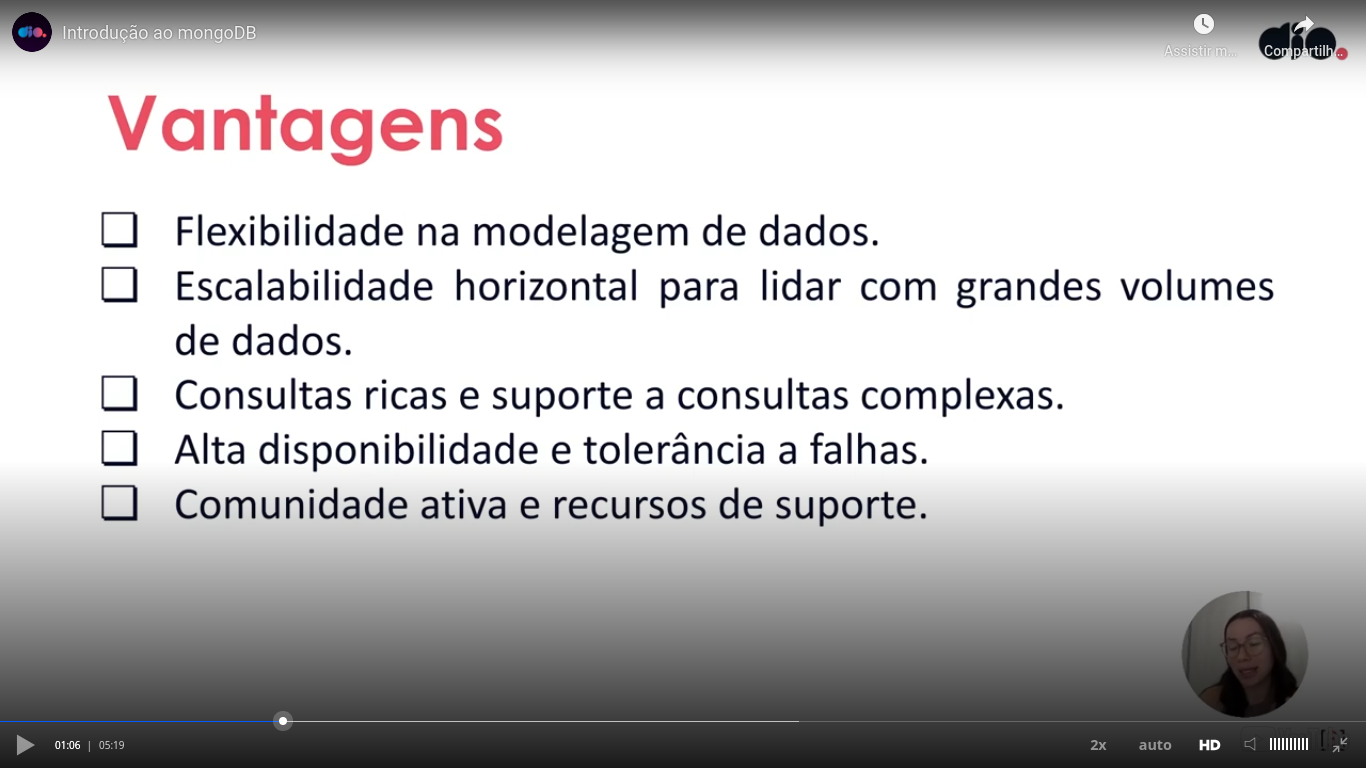 dio.
Introdução ao mongoDB
Assistir m...
Compartilh...
dio
Vantagens
Flexibilidade na modelagem de dados.
Escalabilidade horizontal para lidar com grandes volumes
de dados.
Consultas ricas e suporte a consultas complexas.
Alta disponibilidade e tolerância a falhas.
Comunidade ativa e recursos de suporte.
01:06 | 05:19
2x
auto
HD